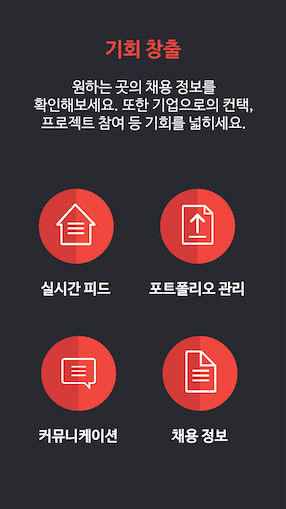 기회 창출
원하는 곳의 채용 정보를
확인해보세요. 또한 기업으로의 컨택,
프로젝트 참여 등 기회를 넓히세요.
실시간 피드
포트폴리오 관리
커뮤니케이션
채용 정보